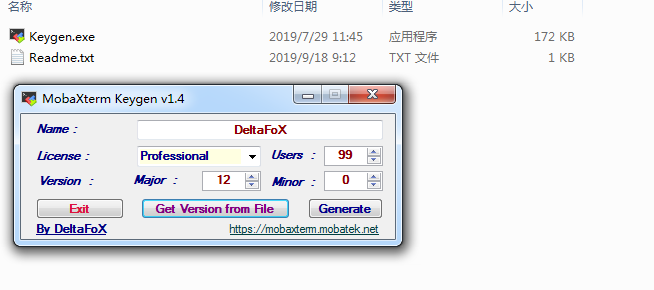 名称 修改日期 类型 大小
Keygen.exe 2019/7/29 11:45 应用程序 172 KB
Readme.txt 2019/9/18 9:12 TXT 文件 1 KB
MobaXterm Keygen v1.4
Name : DeltaFoX
License : Professional Users : 99
Version : Major : 12 Minor : 0
Exit Get Version from File Generate
By DeltaFoX https://mobaxterm.mobatek.net